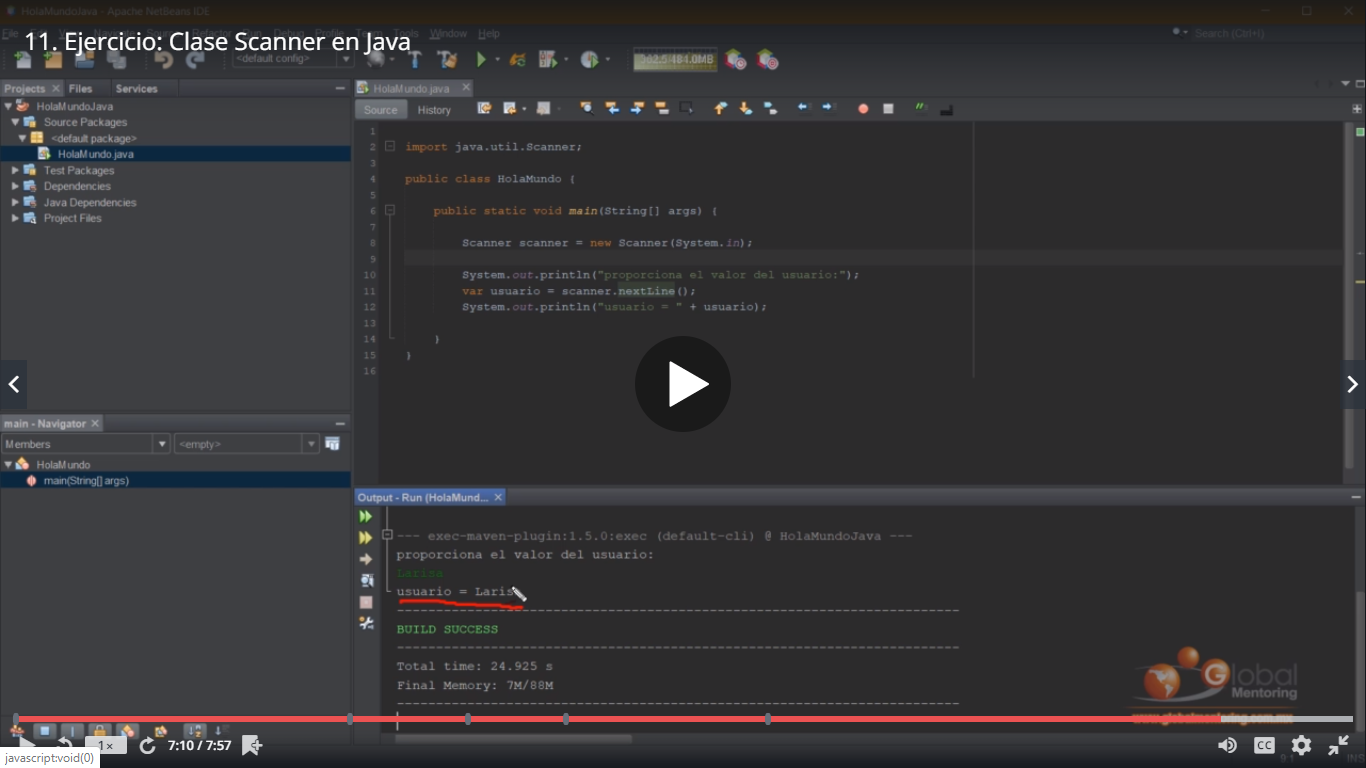 HolaMundoJava - Apache NetBeans IDE
11. Ejercicio: Clase Scanner en Java
File
Window Help
Search (Ctrl+I)
<default config>
Projects Files Services
HolaMundoJava
Source Packages
<default package>
HolaMundo.java
Test Packages
Dependencies
Java Dependencies
Project Files
HolaMundo.java
Source History
1
2 import java.util.Scanner;
3
4 public class HolaMundo {
5
6 public static void main(String[] args) {
7
8 Scanner scanner = new Scanner(System.in);
9
10 System.out.println("proporciona el valor del usuario:");
11 var usuario = scanner.nextLine();
12 System.out.println("usuario = " + usuario);
13
14 }
15 }
16
main - Navigator
Members <empty>
HolaMundo
main(String[] args)
Output - Run (HolaMund...
--- exec-maven-plugin:1.5.0:exec (default-cli) @ HolaMundoJava ---
proporciona el valor del usuario:
Larisa
usuario = Laris
------------------------------------------------------------------------
BUILD SUCCESS
------------------------------------------------------------------------
Total time: 24.925 s
Final Memory: 7M/88M
------------------------------------------------------------------------
Global
Mentoring
www.globalmentoring.com.mx
1x 7:10 / 7:57 CC
javascript:void(0)
9:1 INS